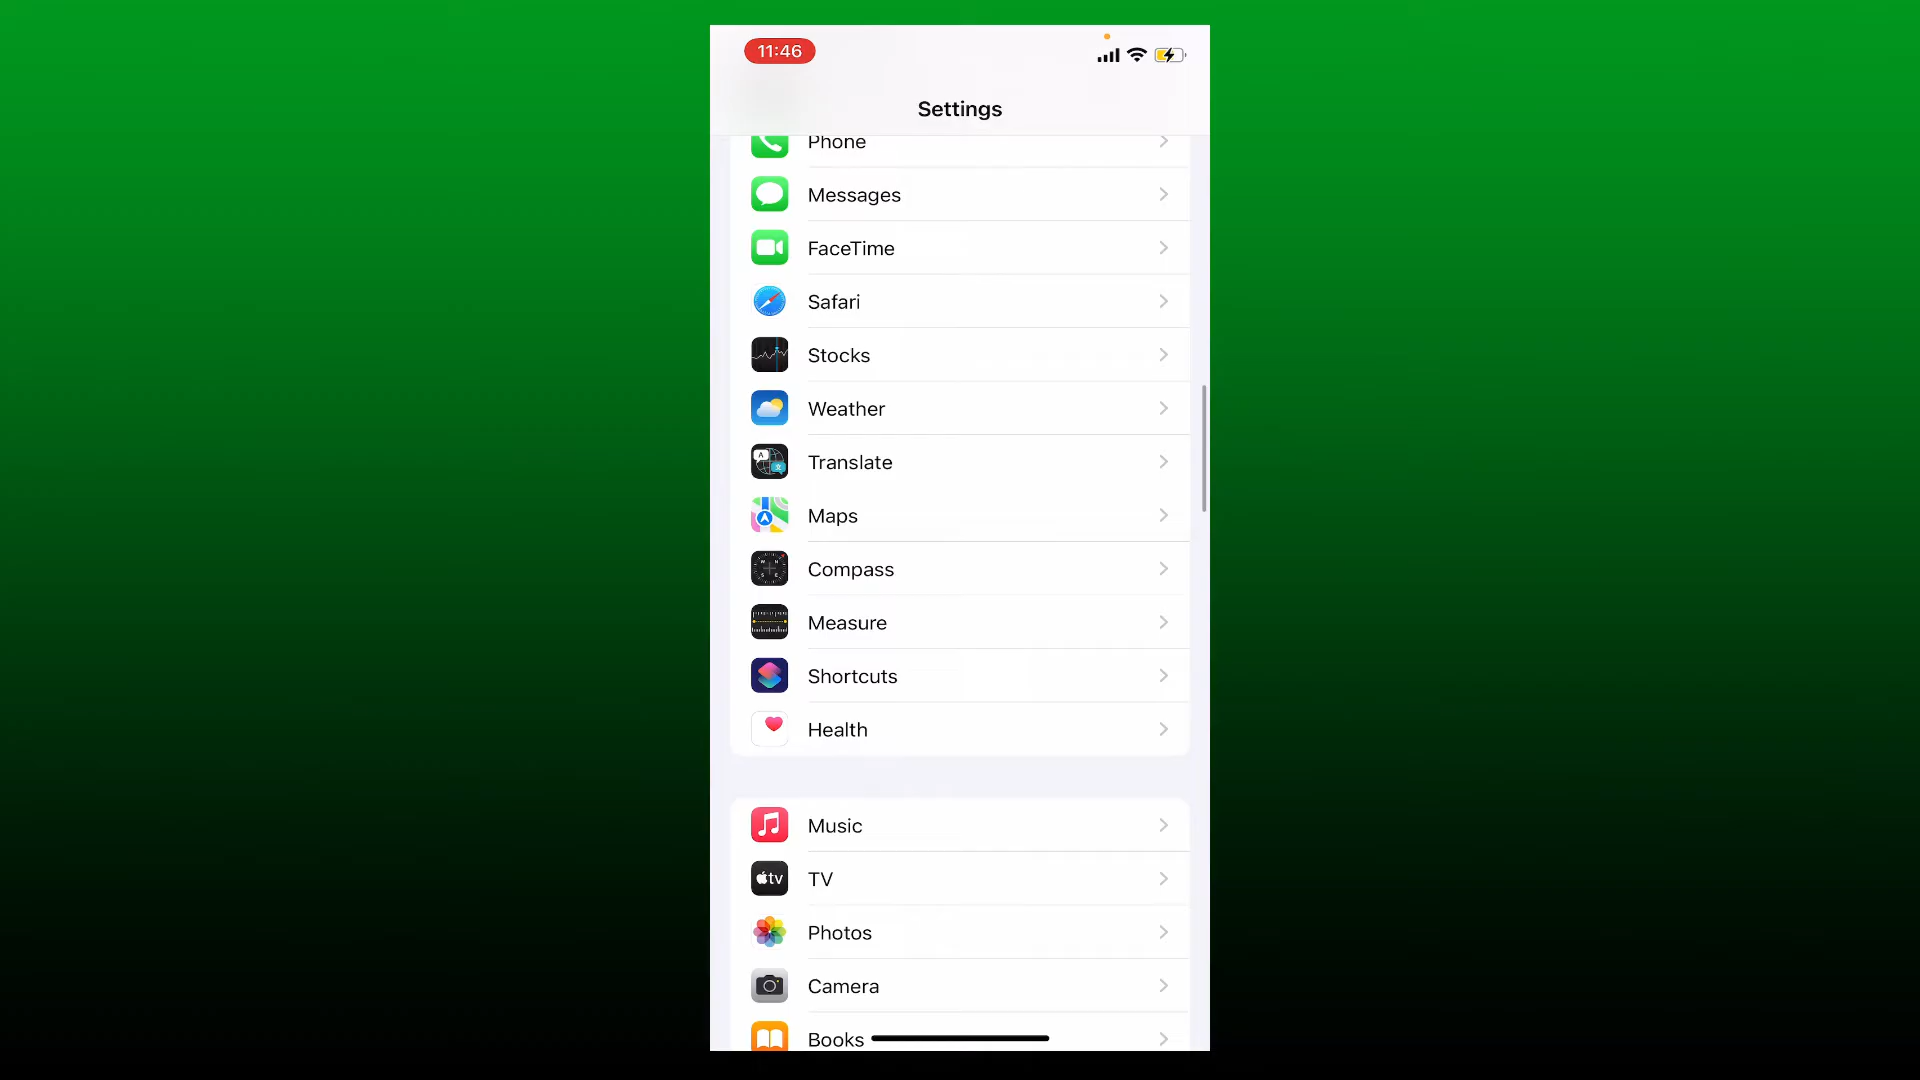 11:46
Settings
Phone
Messages
FaceTime
Safari
Stocks
Weather
Translate
Maps
Compass
Measure
Shortcuts
Health
Music
tv TV
Photos
Camera
Books